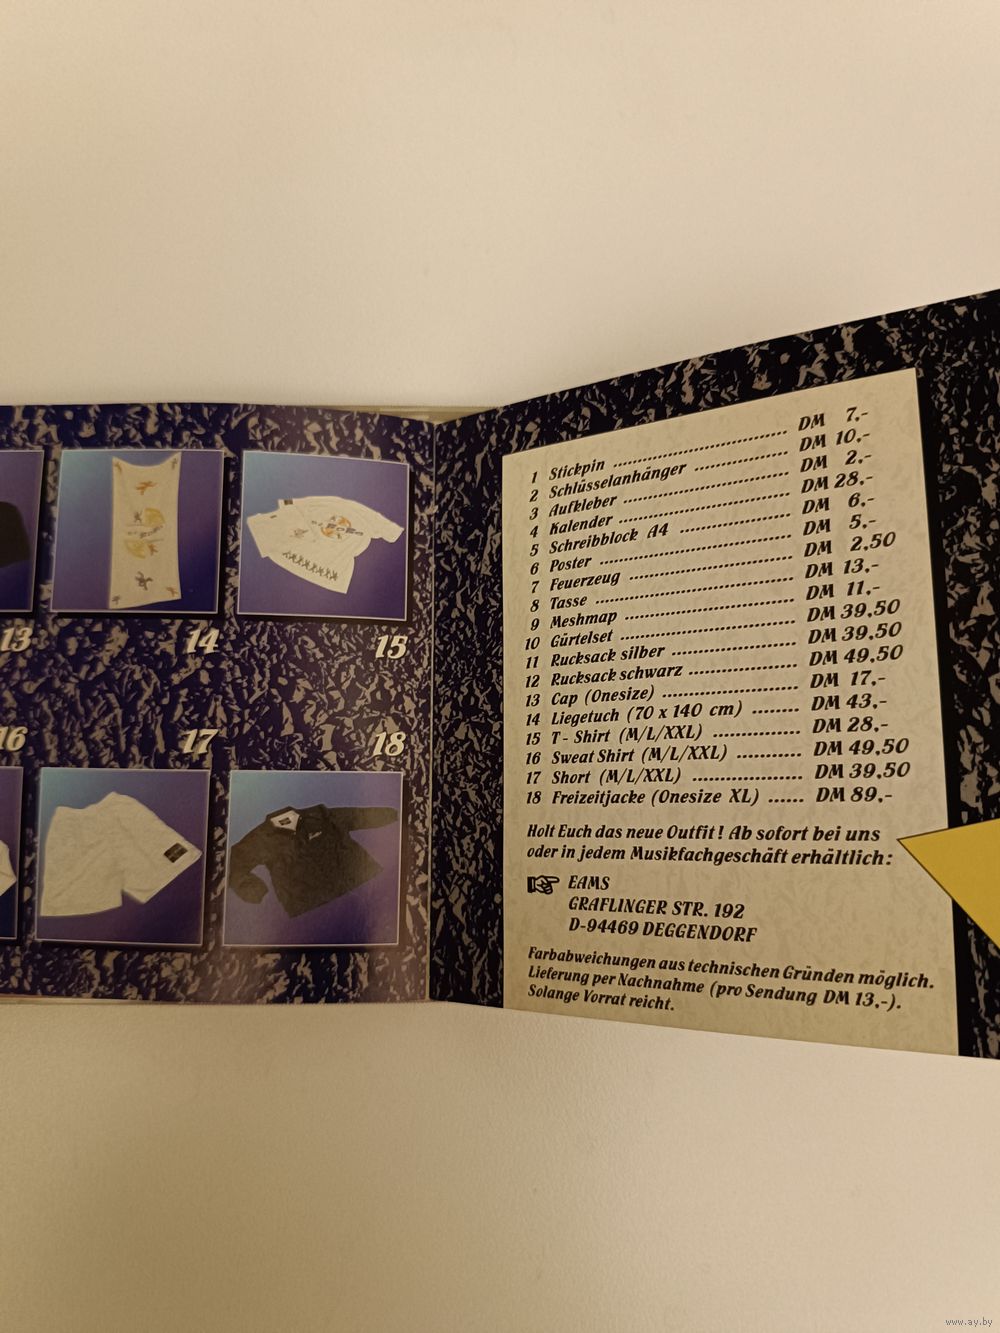 13
14
15
16
17
18
1 Stickpin ........................ DM 7,-
2 Schlüsselanhänger ............ DM 10,-
3 Aufkleber ........................ DM 2,-
4 Kalender ........................ DM 28,-
5 Schreibblock A4 ............... DM 6,-
6 Poster ........................ DM 5,-
7 Feuerzeug ........................ DM 2,50
8 Tasse ........................ DM 13,-
9 Meshmap ........................ DM 11,-
10 Gürtelset ........................ DM 39,50
11 Rucksack silber ............... DM 39,50
12 Rucksack schwarz ............ DM 49,50
13 Cap (Onesize) ............... DM 17,-
14 Liegetuch (70 x 140 cm) ........ DM 43,-
15 T- Shirt (M/L/XXL) ............... DM 28,-
16 Sweat Shirt (M/L/XXL) ............ DM 49,50
17 Short (M/L/XXL) .................. DM 39,50
18 Freizeitjacke (Onesize XL) ...... DM 89,-
Holt Euch das neue Outfit! Ab sofort bei uns
oder in jedem Musikfachgeschäft erhältlich:
EAMS
GRAFLINGER STR. 192
D-94469 DEGGENDORF
Farbabweichungen aus technischen Gründen möglich.
Lieferung per Nachnahme (pro Sendung DM 13,-).
Solange Vorrat reicht.
www.ay.by